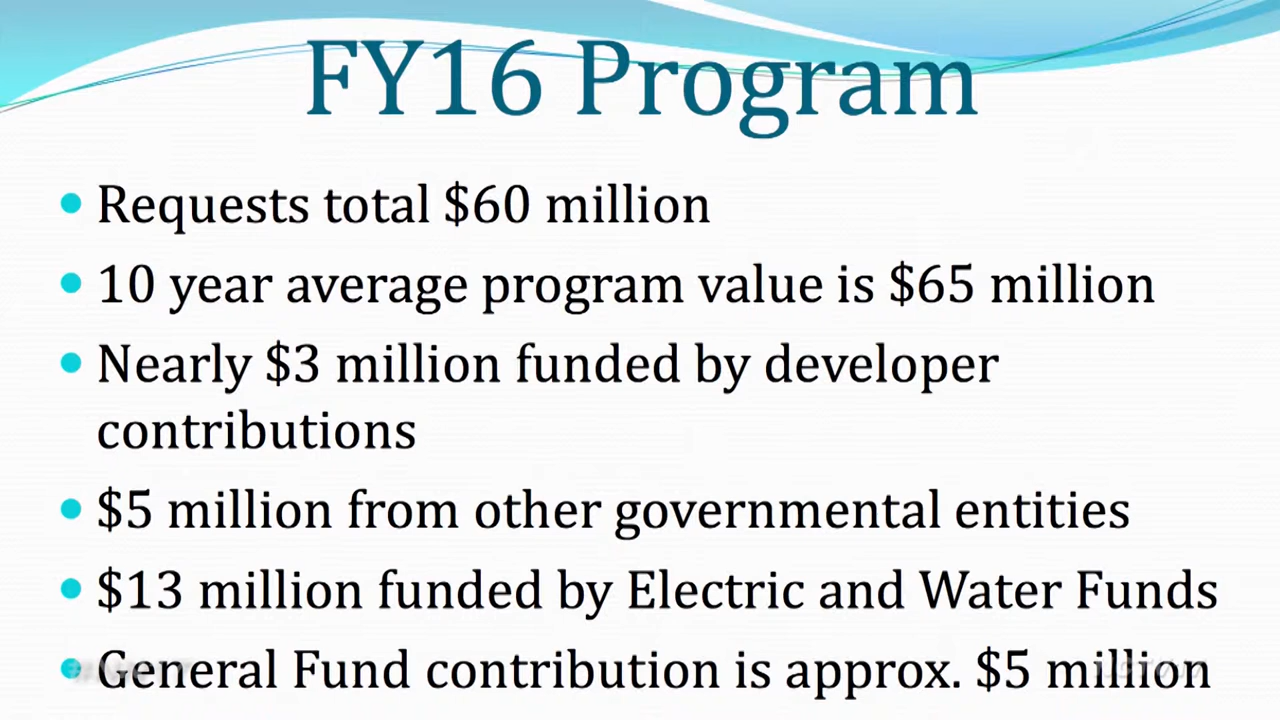 FY16 Program
• Requests total $60 million
• 10 year average program value is $65 million
• Nearly $3 million funded by developer
contributions
• $5 million from other governmental entities
• $13 million funded by Electric and Water Funds
• General Fund contribution is approx. $5 million